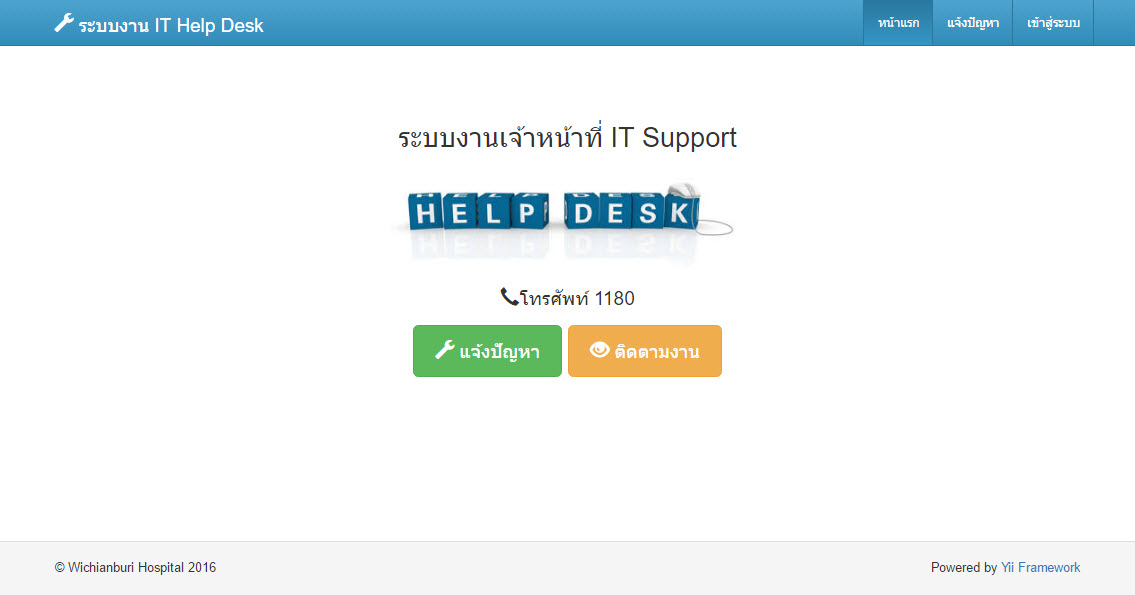 ระบบงาน IT Help Desk
หน้าแรก
แจ้งปัญหา
เข้าสู่ระบบ
ระบบงานเจ้าหน้าที่ IT Support
HELP DESK
โทรศัพท์ 1180
แจ้งปัญหา
ติดตามงาน
© Wichianburi Hospital 2016
Powered by Yii Framework